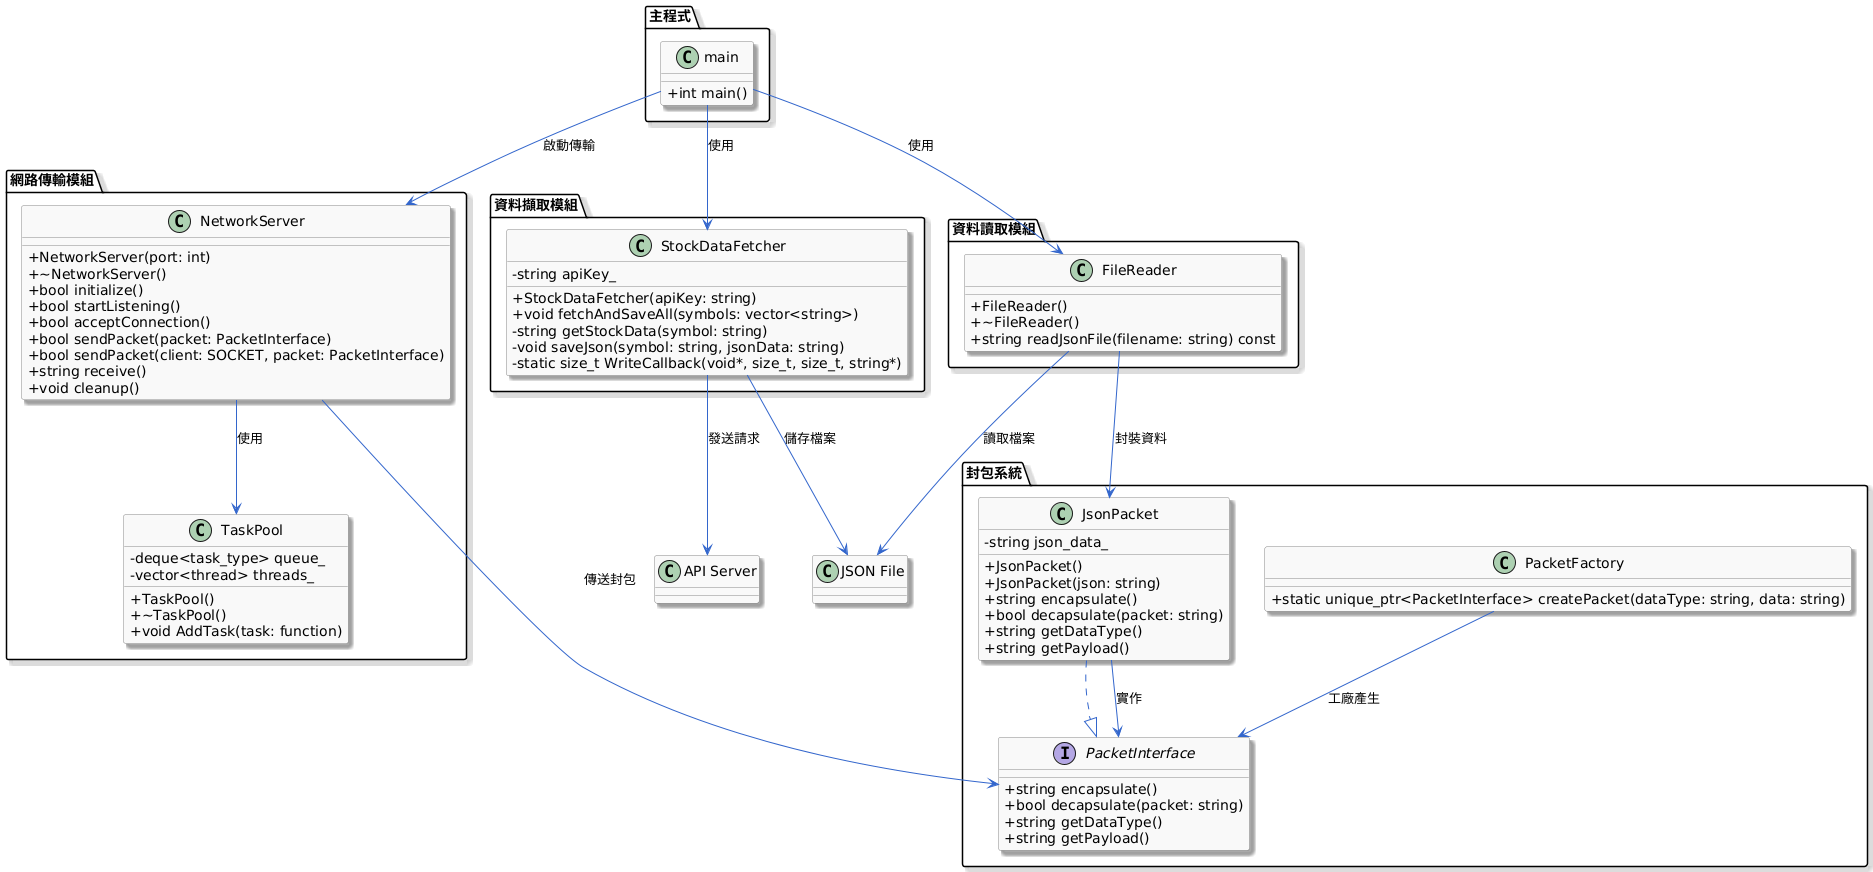 主程式
C main
+int main()
啟動傳輸
使用
使用
網路傳輸模組
C NetworkServer
+NetworkServer(port: int)
+~NetworkServer()
+bool initialize()
+bool startListening()
+bool acceptConnection()
+bool sendPacket(packet: PacketInterface)
+bool sendPacket(client: SOCKET, packet: PacketInterface)
+string receive()
+void cleanup()
資料擷取模組
C StockDataFetcher
-string apiKey_
+StockDataFetcher(apiKey: string)
+void fetchAndSaveAll(symbols: vector<string>)
-string getStockData(symbol: string)
-void saveJson(symbol: string, jsonData: string)
-static size_t WriteCallback(void*, size_t, size_t, string*)
資料讀取模組
C FileReader
+FileReader()
+~FileReader()
+string readJsonFile(filename: string) const
使用
發送請求
儲存檔案
讀取檔案
封裝資料
C TaskPool
-deque<task_type> queue_
-vector<thread> threads_
+TaskPool()
+~TaskPool()
+void AddTask(task: function)
傳送封包
C API Server
C JSON File
封包系統
C JsonPacket
-string json_data_
+JsonPacket()
+JsonPacket(json: string)
+string encapsulate()
+bool decapsulate(packet: string)
+string getDataType()
+string getPayload()
C PacketFactory
+static unique_ptr<PacketInterface> createPacket(dataType: string, data: string)
實作
工廠產生
I PacketInterface
+string encapsulate()
+bool decapsulate(packet: string)
+string getDataType()
+string getPayload()